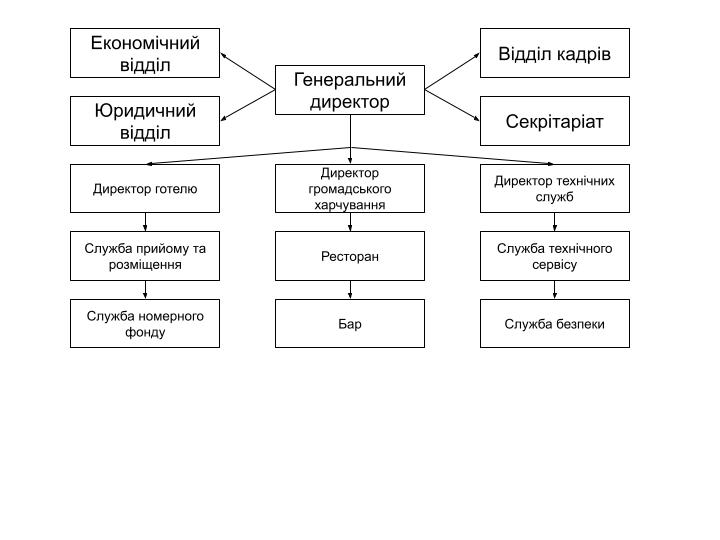 Економічний
відділ
Генеральний
директор
Відділ кадрів
Юридичний
відділ
Секрітаріат
Директор готелю
Директор
громадського
харчування
Директор технічних
служб
Служба прийому та
розміщення
Ресторан
Служба технічного
сервісу
Служба номерного
фонду
Бар
Служба безпеки